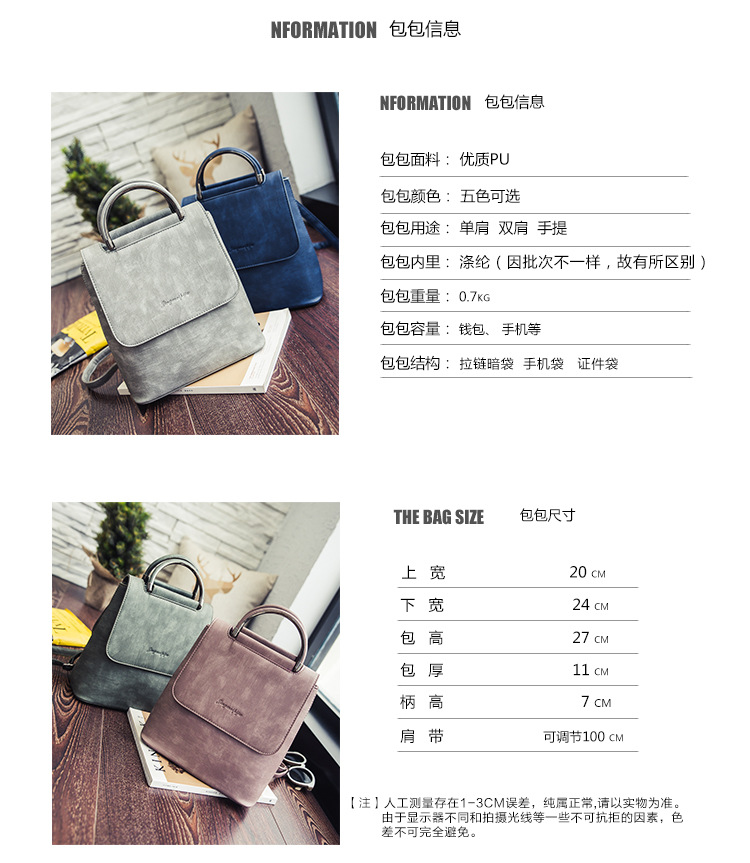 NFORMATION 包包信息
NFORMATION 包包信息
包包面料： 优质PU
包包颜色： 五色可选
包包用途： 单肩 双肩 手提
包包内里： 涤纶（因批次不一样，故有所区别）
包包重量： 0.7KG
包包容量： 钱包、 手机等
包包结构： 拉链暗袋 手机袋 证件袋
THE BAG SIZE 包包尺寸
上 宽 20 CM
下 宽 24 CM
包 高 27 CM
包 厚 11 CM
柄 高 7 CM
肩 带 可调节100 CM
【注】人工测量存在1-3CM误差，纯属正常,请以实物为准。
由于显示器不同和拍摄光线等一些不可抗拒的因素，色
差不可完全避免。